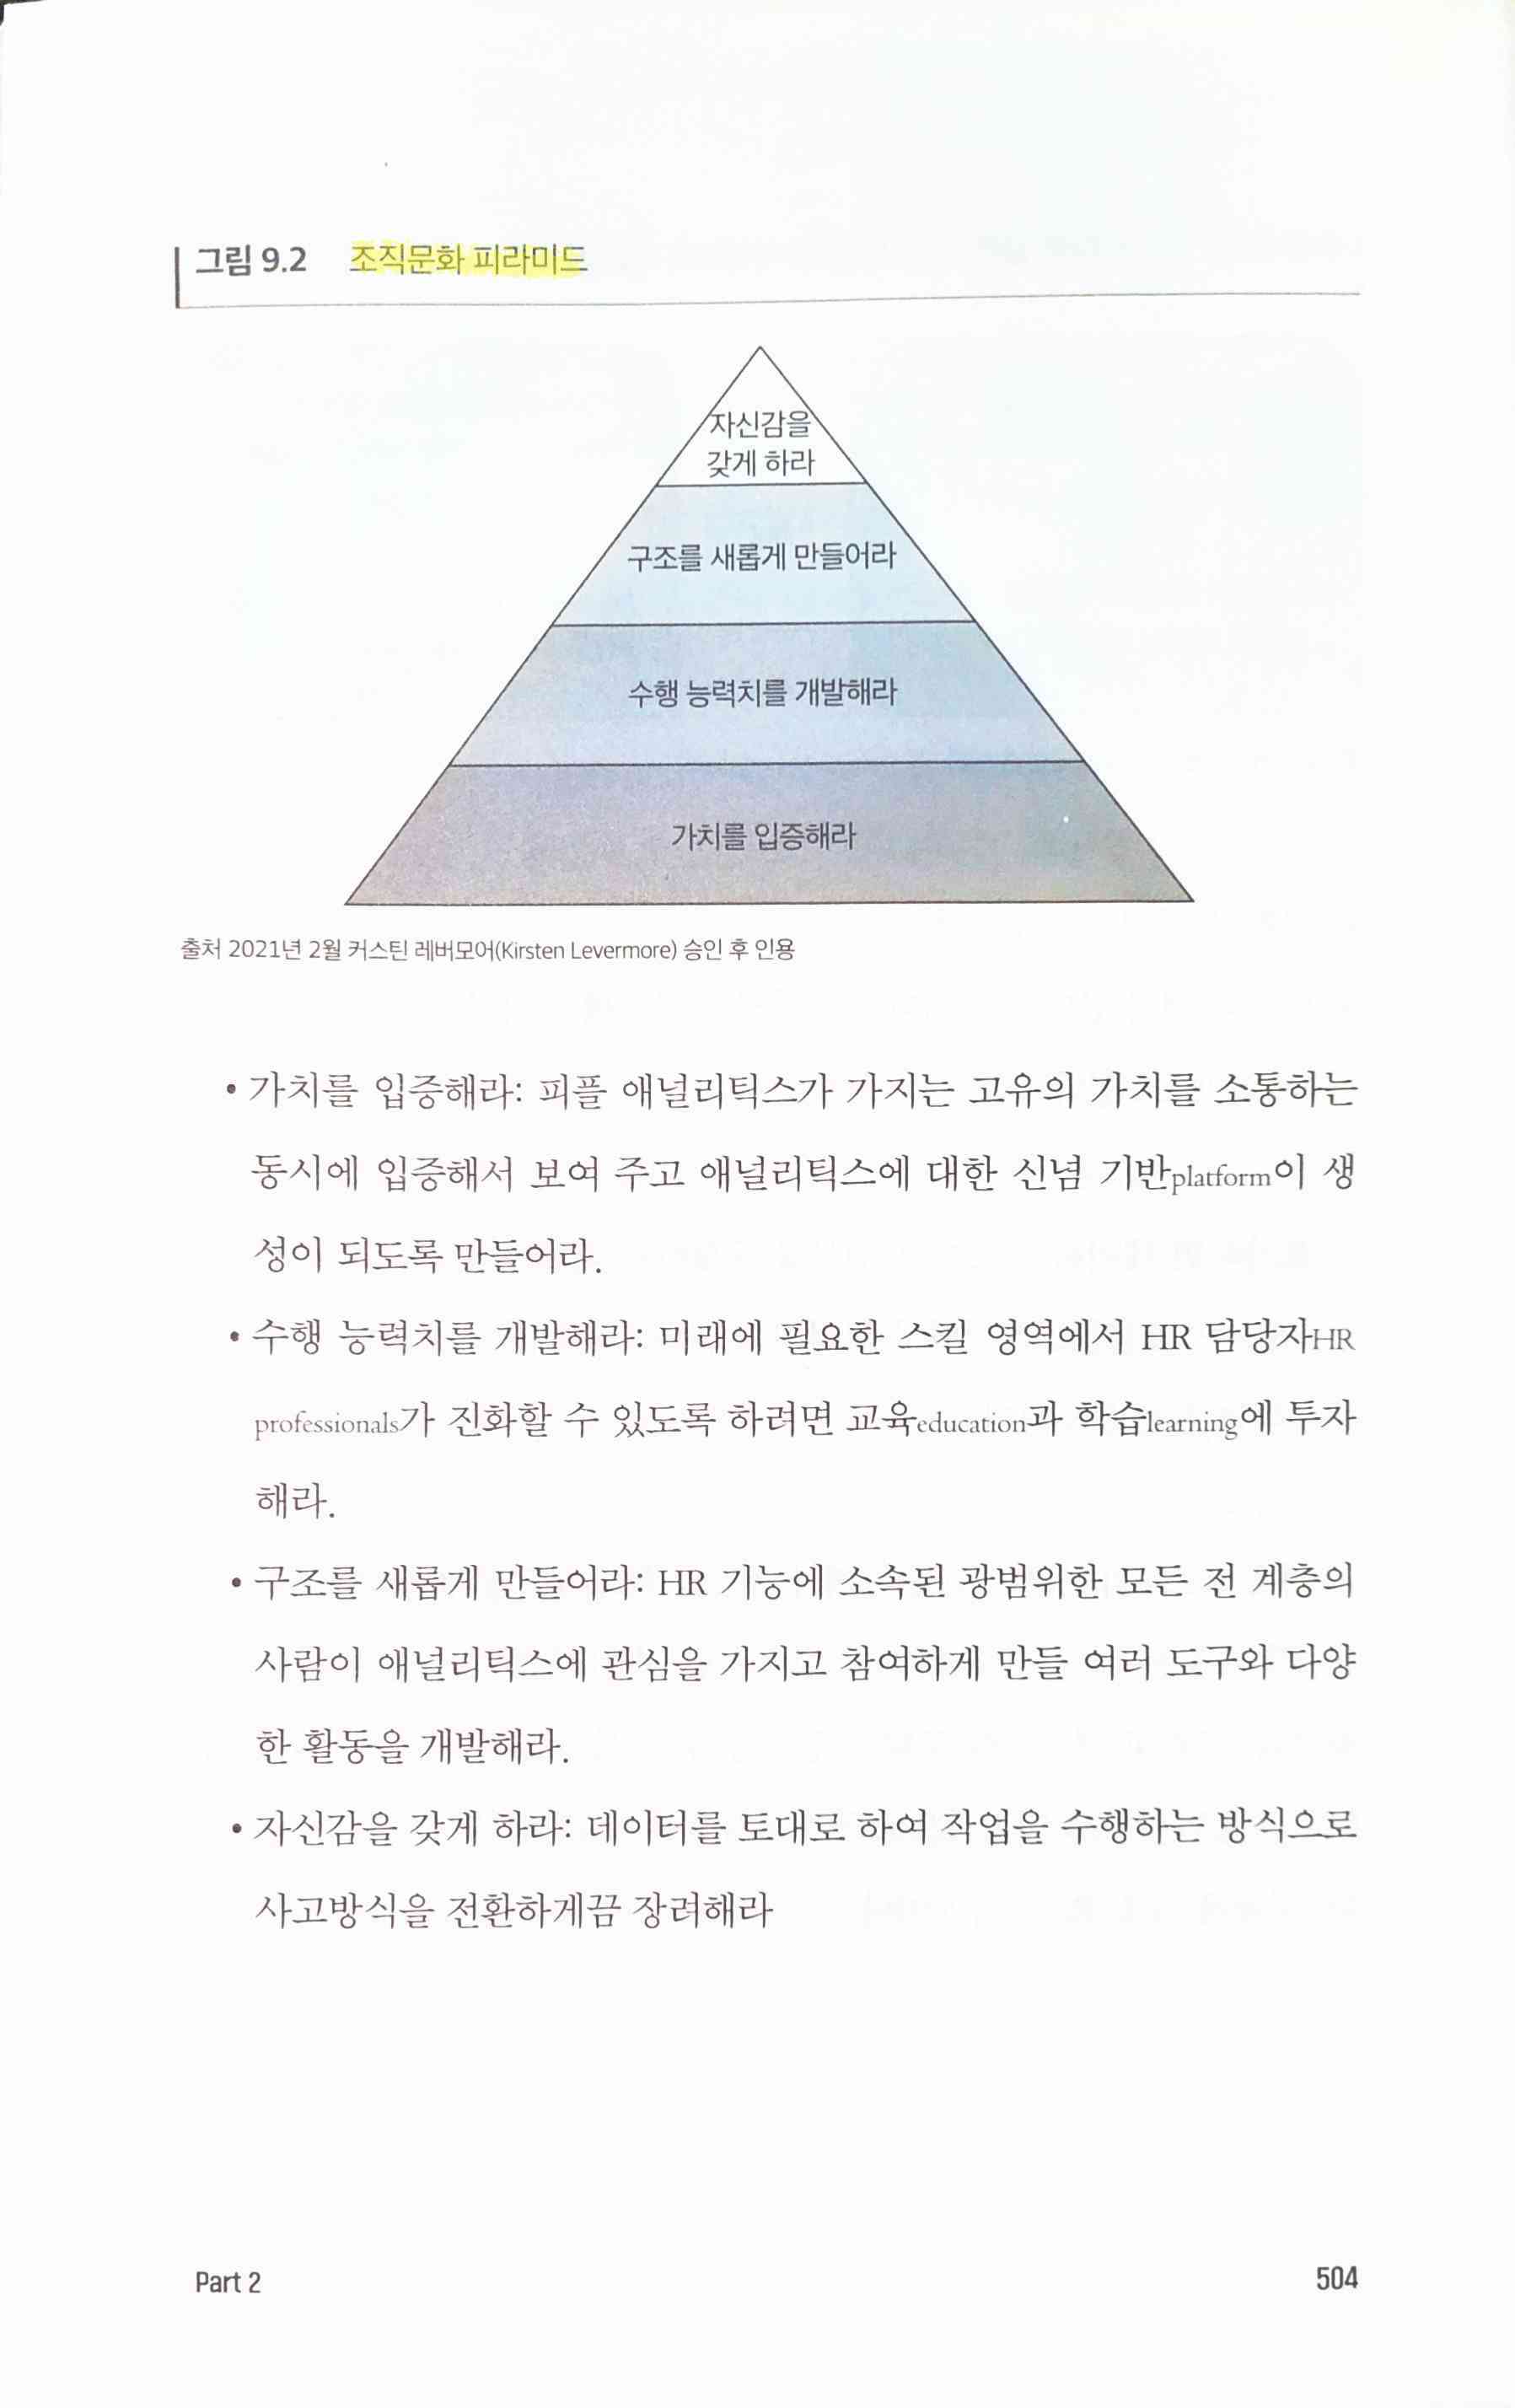 그림 9.2 조직문화 피라미드
자신감을
갖게 하라
구조를 새롭게 만들어라
수행 능력치를 개발해라
가치를 입증해라
출처 2021년 2월 커스틴 레버모어(Kirsten Levermore) 승인 후 인용
• 가치를 입증해라: 피플 애널리틱스가 가지는 고유의 가치를 소통하는
동시에 입증해서 보여 주고 애널리틱스에 대한 신념 기반platform이 생
성이 되도록 만들어라.
• 수행 능력치를 개발해라: 미래에 필요한 스킬 영역에서 HR 담당자HR
professionals가 진화할 수 있도록 하려면 교육education과 학습learning에 투자
해라.
• 구조를 새롭게 만들어라: HR 기능에 소속된 광범위한 모든 전 계층의
사람이 애널리틱스에 관심을 가지고 참여하게 만들 여러 도구와 다양
한 활동을 개발해라.
• 자신감을 갖게 하라: 데이터를 토대로 하여 작업을 수행하는 방식으로
사고방식을 전환하게끔 장려해라
Part 2
504